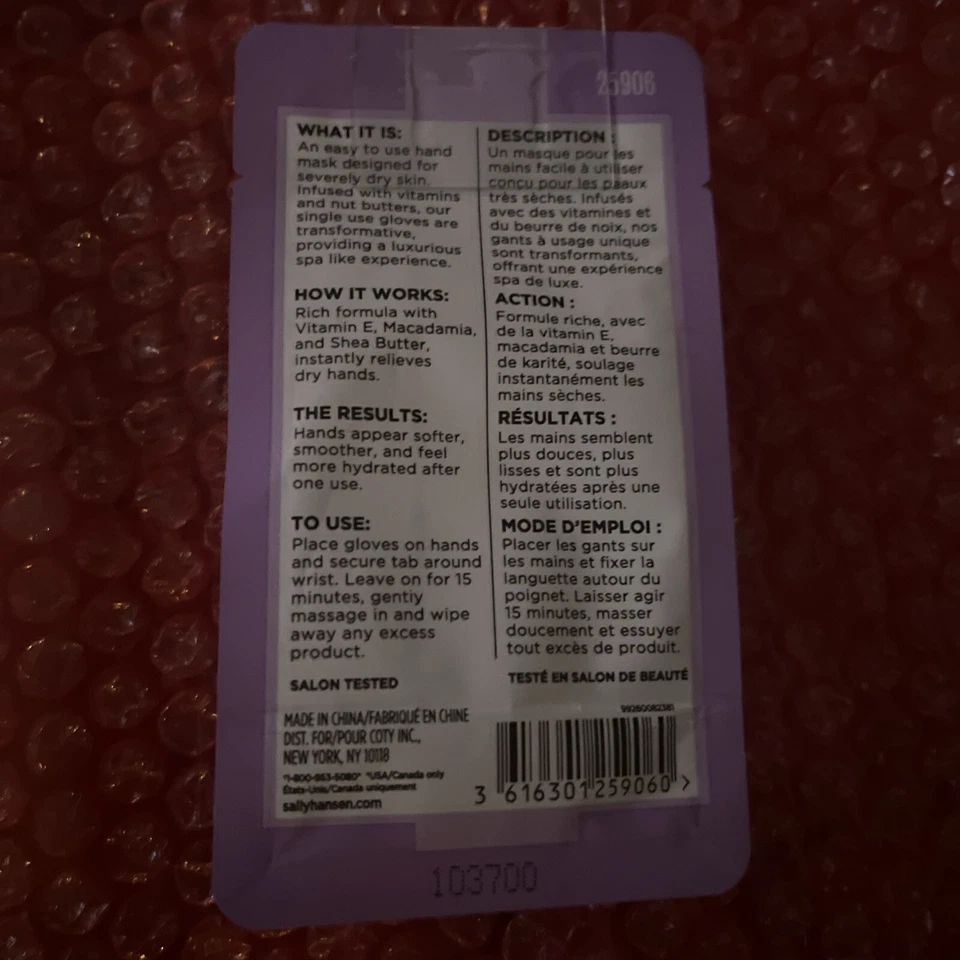 25906
WHAT IT IS:
An easy to use hand
mask designed for
severely dry skin.
Infused with vitamins
and nut butters, our
single use gloves are
transformative,
providing a luxurious
spa like experience.
HOW IT WORKS:
Rich formula with
Vitamin E, Macadamia,
and Shea Butter,
instantly relieves
dry hands.
THE RESULTS:
Hands appear softer,
smoother, and feel
more hydrated after
one use.
TO USE:
Place gloves on hands
and secure tab around
wrist. Leave on for 15
minutes, gently
massage in and wipe
away any excess
product.
SALON TESTED
DESCRIPTION :
Un masque pour les
mains facile à utiliser
conçu pour les peaux
très sèches. Infusés
avec des vitamines et
du beurre de noix, nos
gants à usage unique
sont transformants,
offrant une expérience
spa de luxe.
ACTION :
Formule riche, avec
de la vitamin E,
macadamia et beurre
de karité, soulage
instantanément les
mains sèches.
RÉSULTATS :
Les mains semblent
plus douces, plus
lisses et sont plus
hydratées après une
seule utilisation.
MODE D'EMPLOI :
Placer les gants sur
les mains et fixer la
languette autour du
poignet. Laisser agir
15 minutes, masser
doucement et essuyer
tout excès de produit.
TESTÉ EN SALON DE BEAUTÉ
MADE IN CHINA/FABRIQUÉ EN CHINE
DIST. FOR/POUR COTY INC.,
NEW YORK, NY 10118
*1-800-953-5080* *USA/Canada only
États-Unis/Canada uniquement
sallyhansen.com
99260082381
3 616301 259060 >
103700